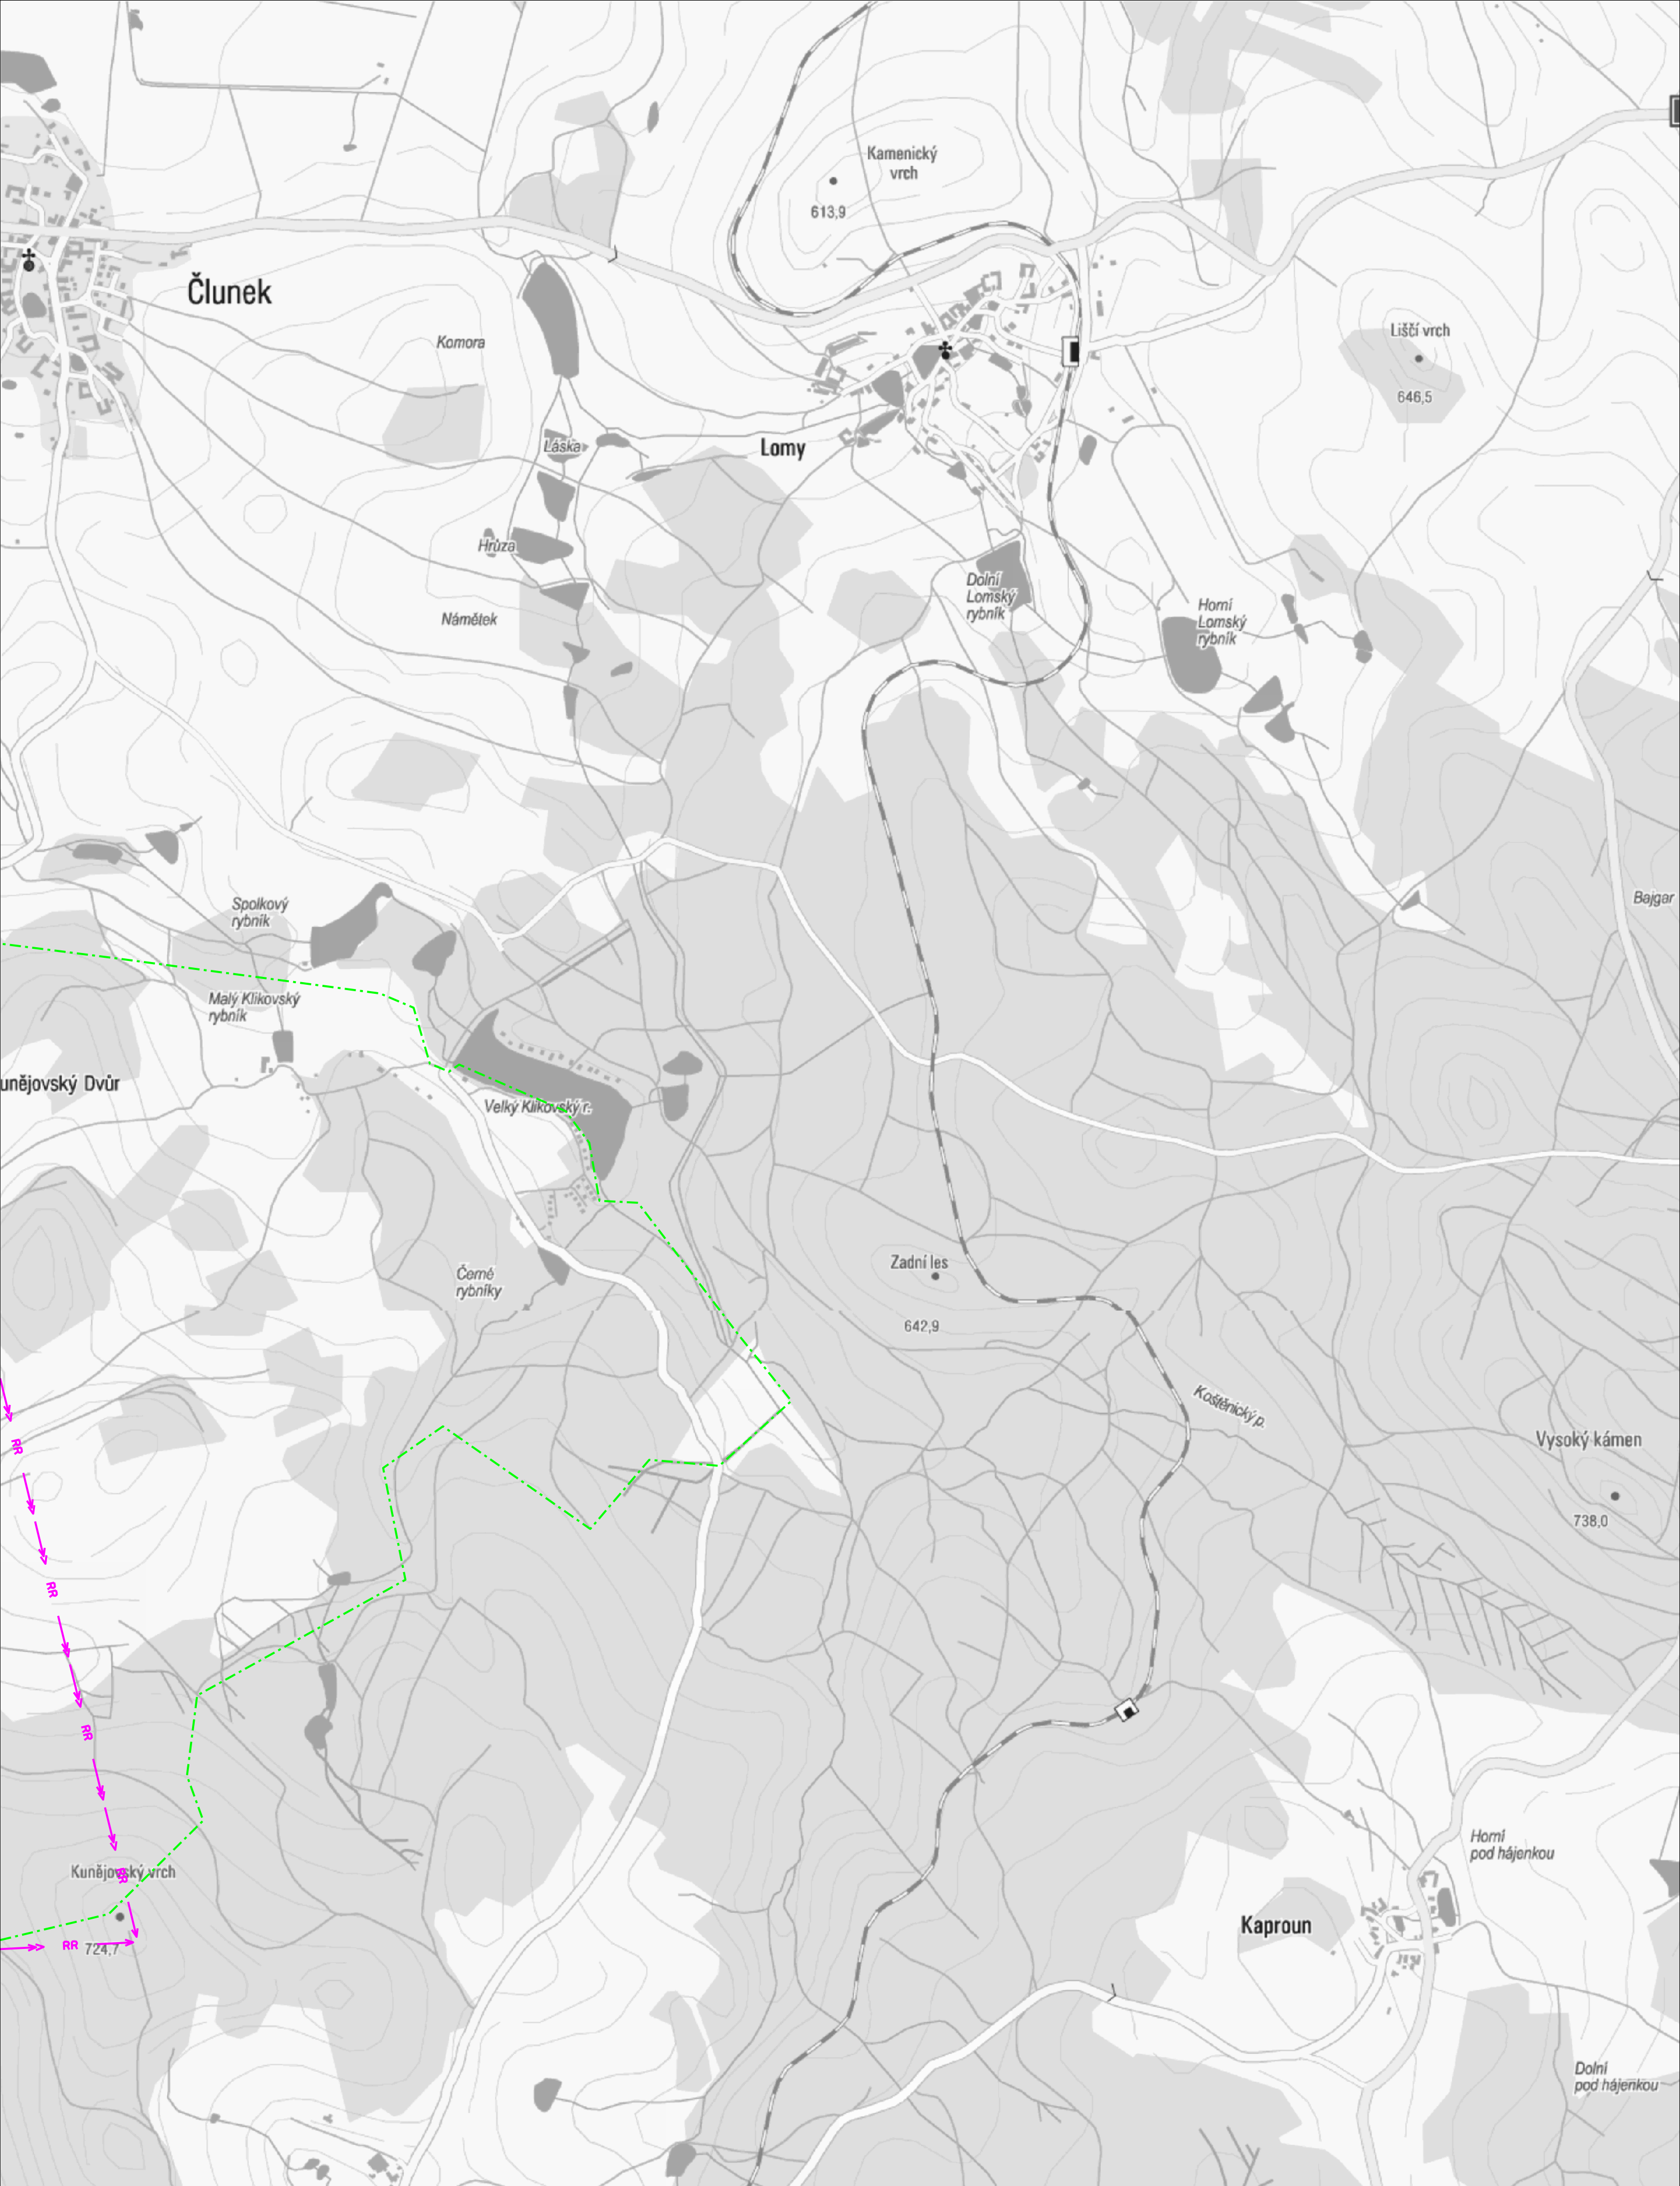 Kamenický
vrch
613,9
Člunek
Komora
Liščí vrch
646,5
Láska
Lomy
Hrůza
Dolní
Lomský
rybník
Horní
Lomský
rybník
Námětek
Bajgar
Spolkový
rybník
Malý Klikovský
rybník
unějovský Dvůr
Velký Klikovský r.
Zadní les
642,9
Černé
rybníky
Koštěnický p.
Vysoký kámen
738,0
RR
RR
RR
Kunějovský vrch
RR
RR
724,7
Horní
pod hájenkou
Kaproun
Dolní
pod hájenkou